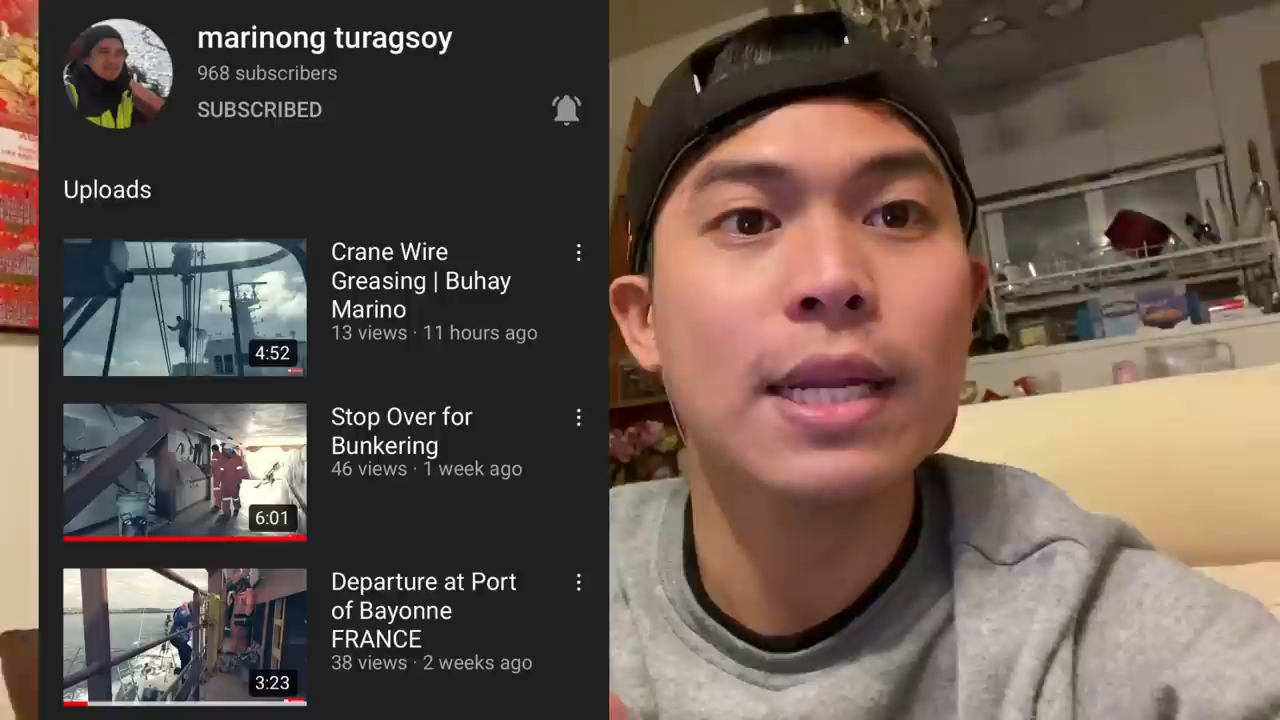 marinong turagsoy
968 subscribers
SUBSCRIBED
Uploads
Crane Wire
Greasing | Buhay
Marino
13 views · 11 hours ago
4:52
Stop Over for
Bunkering
46 views · 1 week ago
6:01
Departure at Port
of Bayonne
FRANCE
38 views · 2 weeks ago
3:23